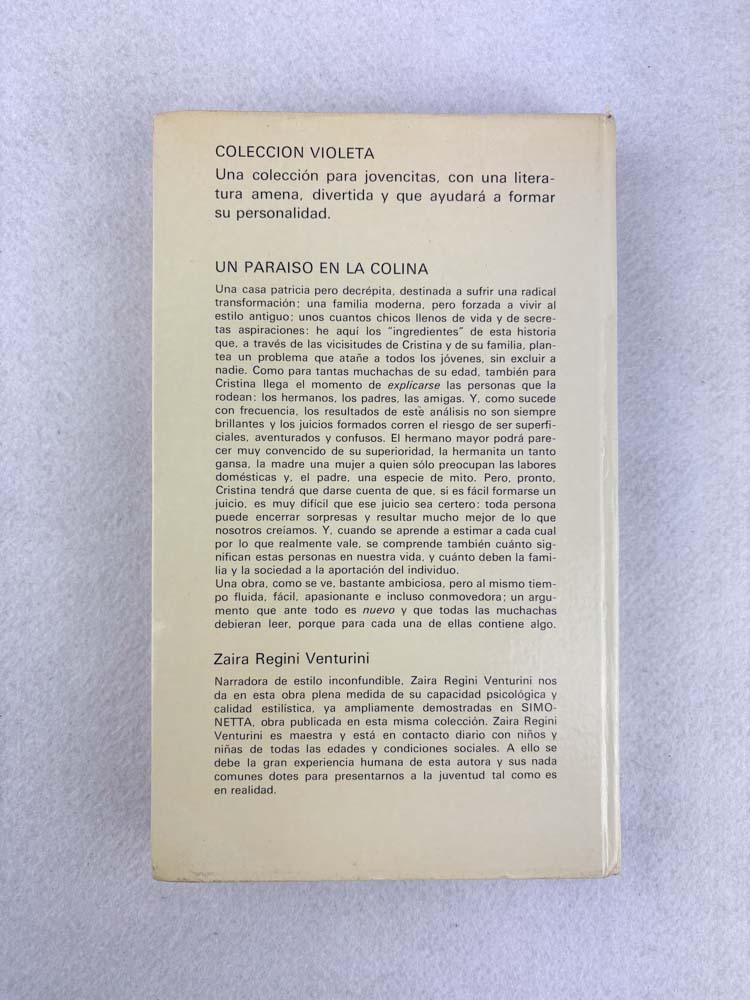 COLECCION VIOLETA
Una colección para jovencitas, con una litera-
tura amena, divertida y que ayudará a formar
su personalidad.
UN PARAISO EN LA COLINA
Una casa patricia pero decrépita, destinada a sufrir una radical
transformación; una familia moderna, pero forzada a vivir al
estilo antiguo; unos cuantos chicos llenos de vida y de secre-
tas aspiraciones: he aquí los "ingredientes" de esta historia
que, a través de las vicisitudes de Cristina y de su familia, plan-
tea un problema que atañe a todos los jóvenes, sin excluir a
nadie. Como para tantas muchachas de su edad, también para
Cristina llega el momento de explicarse las personas que la
rodean: los hermanos, los padres, las amigas. Y, como sucede
con frecuencia, los resultados de este análisis no son siempre
brillantes y los juicios formados corren el riesgo de ser superfi-
ciales, aventurados y confusos. El hermano mayor podrá pare-
cer muy convencido de su superioridad, la hermanita un tanto
gansa, la madre una mujer a quien sólo preocupan las labores
domésticas y, el padre, una especie de mito. Pero, pronto,
Cristina tendrá que darse cuenta de que, si es fácil formarse un
juicio, es muy difícil que ese juicio sea certero; toda persona
puede encerrar sorpresas y resultar mucho mejor de lo que
nosotros creíamos. Y, cuando se aprende a estimar a cada cual
por lo que realmente vale, se comprende también cuánto sig-
nifican estas personas en nuestra vida, y cuánto deben la fami-
lia y la sociedad a la aportación del individuo.
Una obra, como se ve, bastante ambiciosa, pero al mismo tiem-
po fluida, fácil, apasionante e incluso conmovedora; un argu-
mento que ante todo es nuevo y que todas las muchachas
debieran leer, porque para cada una de ellas contiene algo.
Zaira Regini Venturini
Narradora de estilo inconfundible, Zaira Regini Venturini nos
da en esta obra plena medida de su capacidad psicológica y
calidad estilística, ya ampliamente demostradas en SIMO-
NETTA, obra publicada en esta misma colección. Zaira Regini
Venturini es maestra y está en contacto diario con niños y
niñas de todas las edades y condiciones sociales. A ello se
debe la gran experiencia humana de esta autora y sus nada
comunes dotes para presentarnos a la juventud tal como es
en realidad.